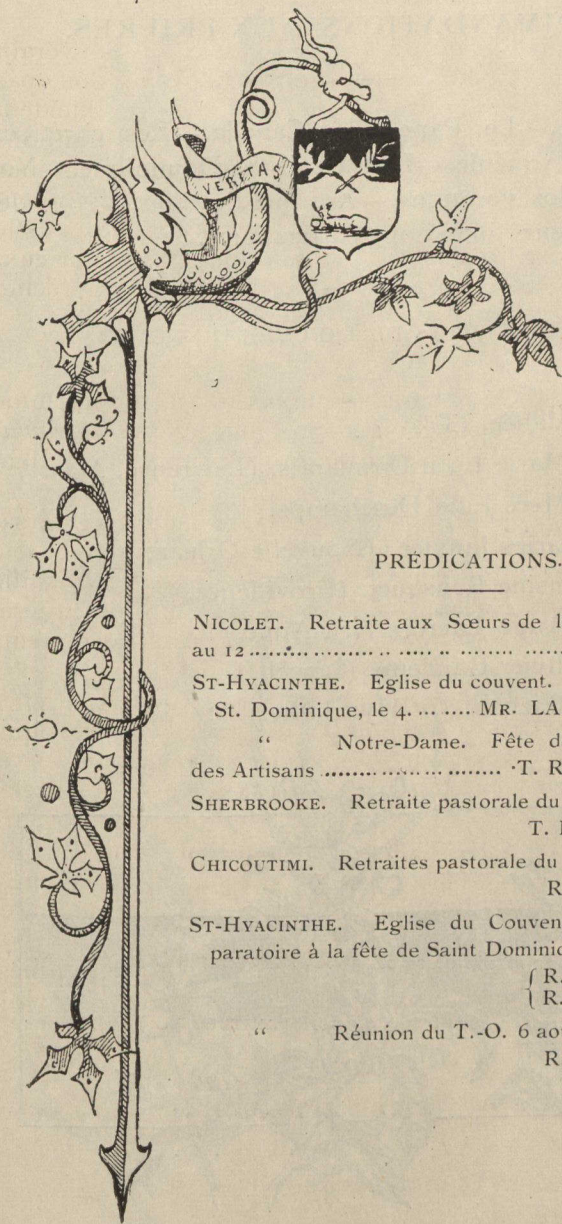 VERITAS
PRÉDICATIONS.
NICOLET. Retraite aux Sœurs de l
au 12 ........................................
ST-HYACINTHE. Eglise du couvent.
St. Dominique, le 4. ... ..... MR. LA
“ Notre-Dame. Fête d
des Artisans ........................ T. R
SHERBROOKE. Retraite pastorale du
T.
CHICOUTIMI. Retraites pastorale du
R
ST-HYACINTHE. Eglise du Couven
paratoire à la fête de Saint Dominic
{ R.
{ R.
“ Réunion du T.-O. 6 ao
R